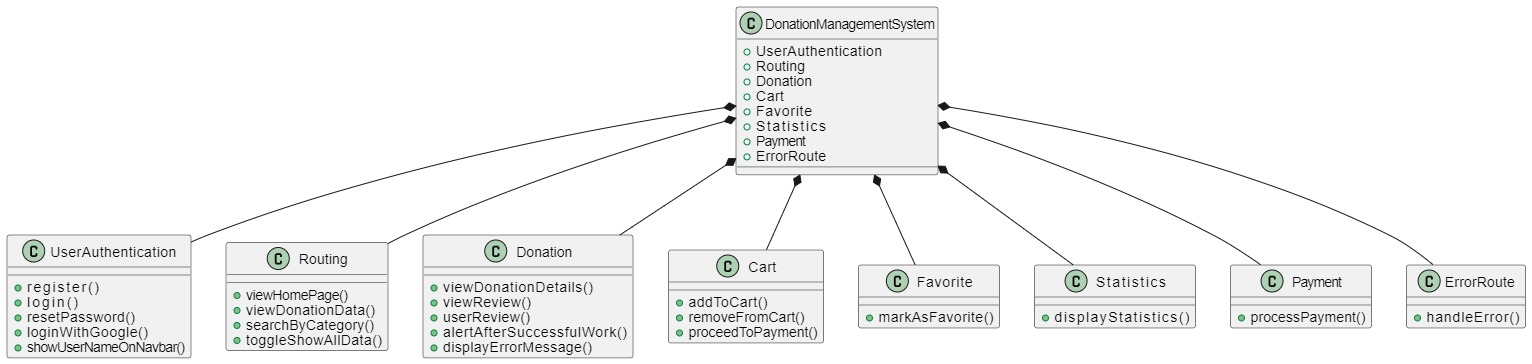 C DonationManagementSystem
UserAuthentication
Routing
Donation
Cart
Favorite
Statistics
Payment
ErrorRoute
C UserAuthentication
register()
login()
resetPassword()
loginWithGoogle()
showUserNameOnNavbar()
C Routing
viewHomePage()
viewDonationData()
searchByCategory()
toggleShowAllData()
C Donation
viewDonationDetails()
viewReview()
userReview()
alertAfterSuccessfulWork()
displayErrorMessage()
C Cart
addToCart()
removeFromCart()
proceedToPayment()
C Favorite
markAsFavorite()
C Statistics
displayStatistics()
C Payment
processPayment()
C ErrorRoute
handleError()